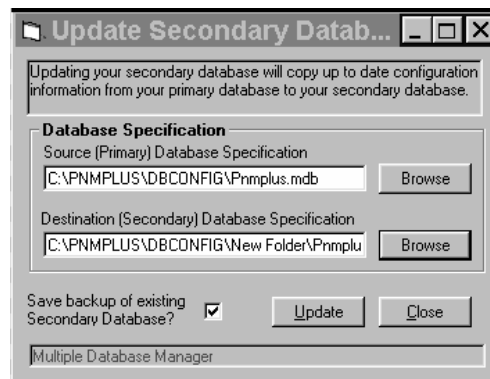 Update Secondary Datab...
Updating your secondary database will copy up to date configuration
information from your primary database to your secondary database.
Database Specification
Source (Primary) Database Specification
C:\PNMPLUS\DBCONFIG\Pnmplus.mdb
Browse
Destination (Secondary) Database Specification
C:\PNMPLUS\DBCONFIG\New Folder\Pnmplu
Browse
Save backup of existing
Secondary Database?
Update
Close
Multiple Database Manager